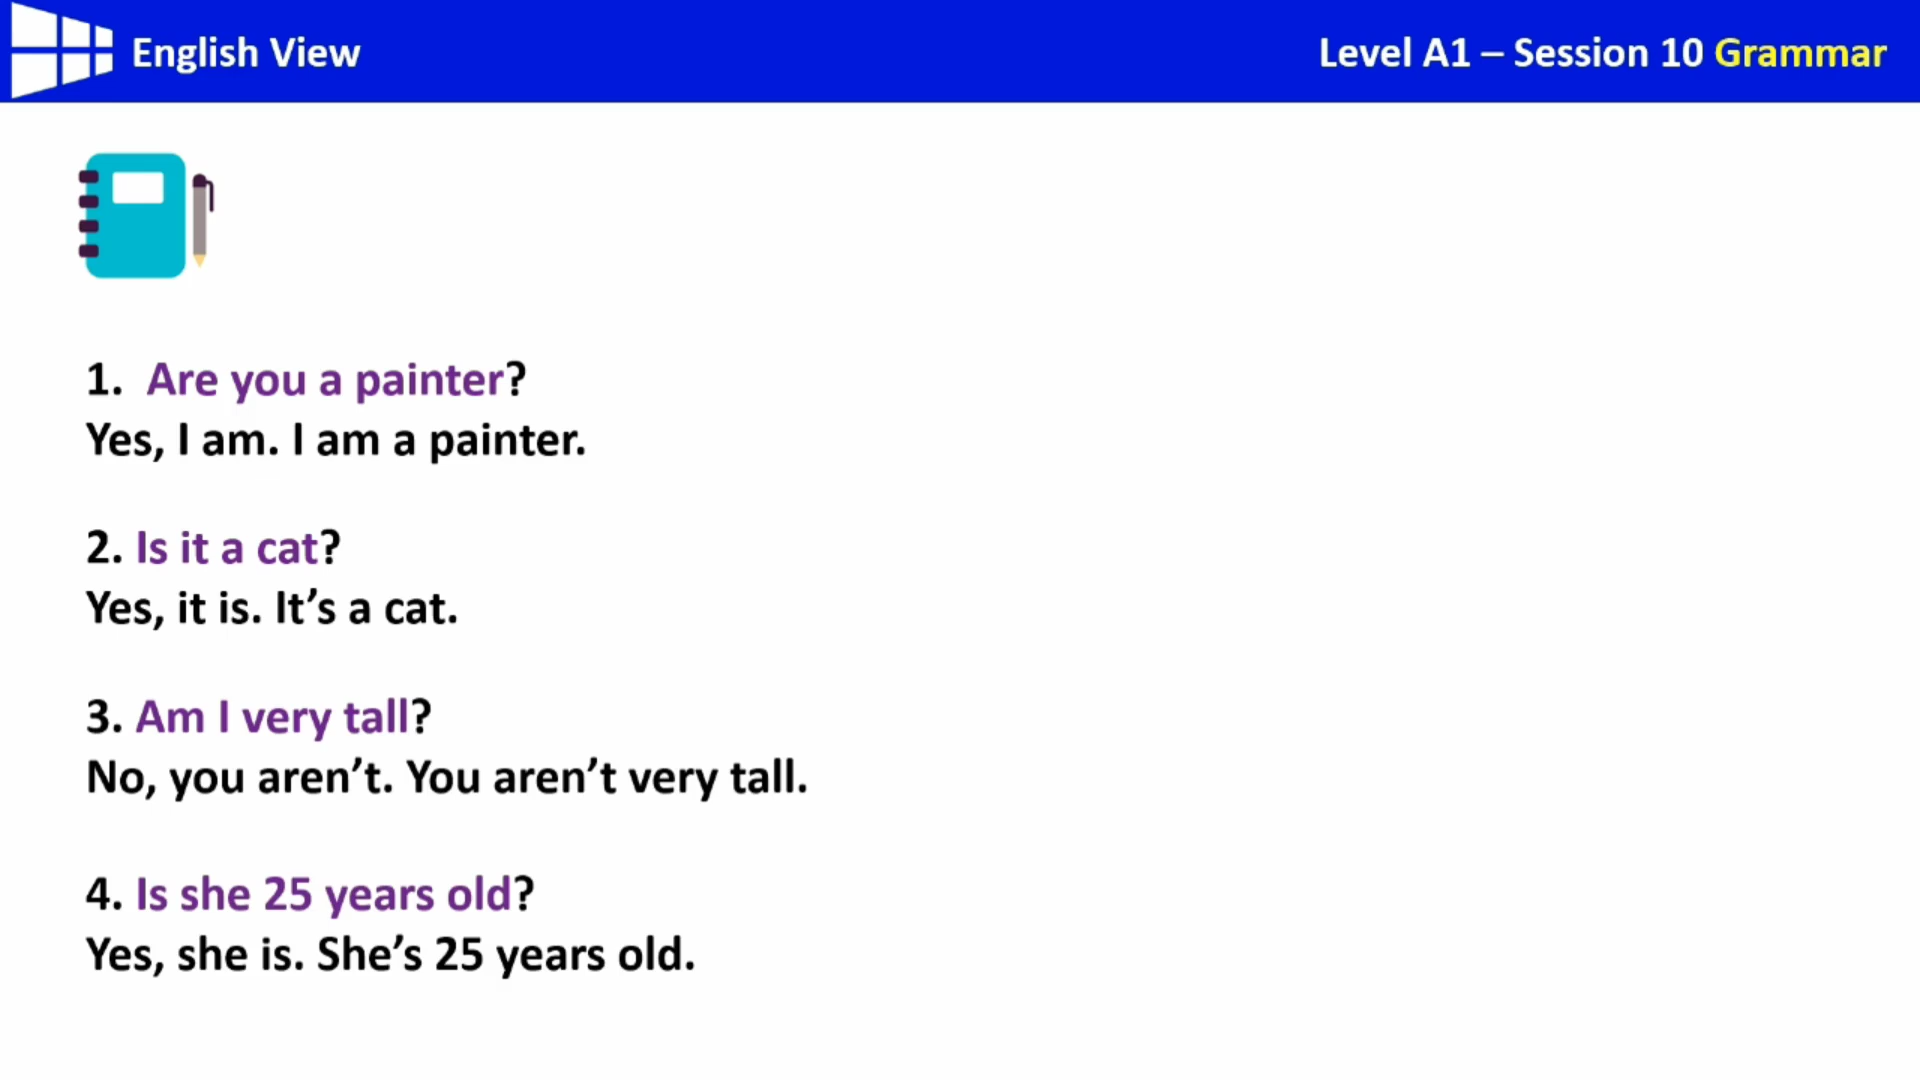 English View
Level A1 – Session 10 Grammar
1. Are you a painter?
Yes, I am. I am a painter.
2. Is it a cat?
Yes, it is. It’s a cat.
3. Am I very tall?
No, you aren’t. You aren’t very tall.
4. Is she 25 years old?
Yes, she is. She’s 25 years old.